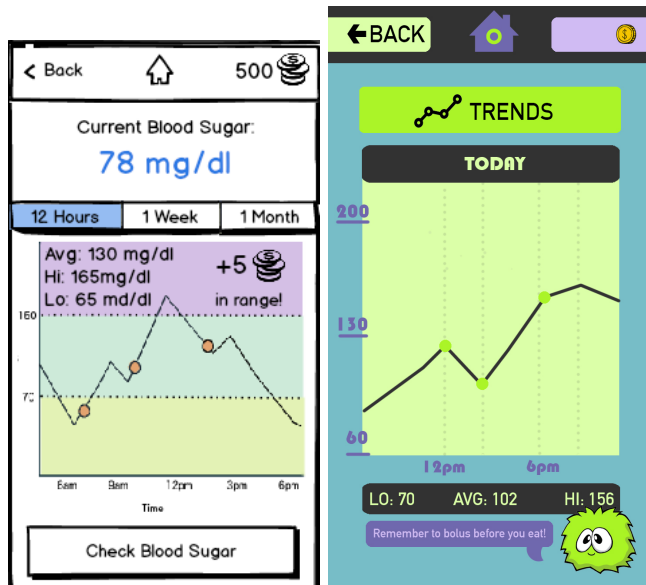 Back
500
Current Blood Sugar:
78 mg/dl
12 Hours 1 Week 1 Month
Avg: 130 mg/dl
Hi: 165mg/dl
Lo: 65 md/dl
+5
in range!
6am 9am 12pm 3pm 6pm
Time
Check Blood Sugar
BACK
TRENDS
TODAY
200
130
60
12pm 6pm
LO: 70 AVG: 102 HI: 156
Remember to bolus before you eat!